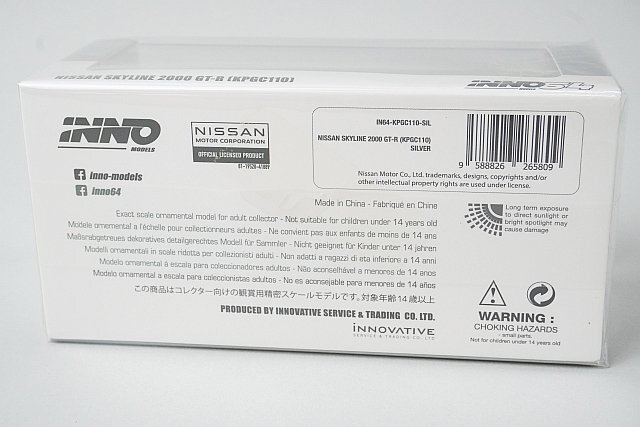 NISSAN SKYLINE 2000 GT-R (KPGC110)
INNO64
INNO
MODELS
NISSAN
MOTOR CORPORATION
OFFICIAL LICENSED PRODUCT
inno-models
inno64
IN64-KPGC110-SIL
NISSAN SKYLINE 2000 GT-R (KPGC110)
SILVER
9 588826 265809
Nissan Motor Co., Ltd. trademarks, designs, copyrights and/or
other intellectual property rights are used under license.
Made in China - Fabriqué en Chine
Exact scale ornamental model for adult collector - Not suitable for children under 14 years old
Modele ornemental a l'échelle pour collectionneurs adultes - Ne convient pas aux enfants de moins de 14 ans
Maßsrabgetreues dekoratives detailgerechtes Modell für Sammler - Nicht geeignet für Kinder unter 14 jahren
Modelli ornamentali in scale ridotta per collezionisti adulti - Non adatti a ragazzi di eta inferiore a 14 anni
Modelo ornamental á escala para coleccionadores adultos - Não aconselhável a menores de 14 anos
Modelo ornamental a escala para coleccionistas adultos - No es aconsejable para menores de 14 años
この商品はコレクター向けの観賞用精密スケールモデルです。対象年齢14歳以上
PRODUCED BY INNOVATIVE SERVICE & TRADING CO. LTD.
INNOVATIVE
SERVICE & TRADING CO. LTD
Long term exposure
to direct sunlight or
bright spotlight may
cause damage
WARNING :
CHOKING HAZARDS
- small parts.
Not for children under 14 yrs old